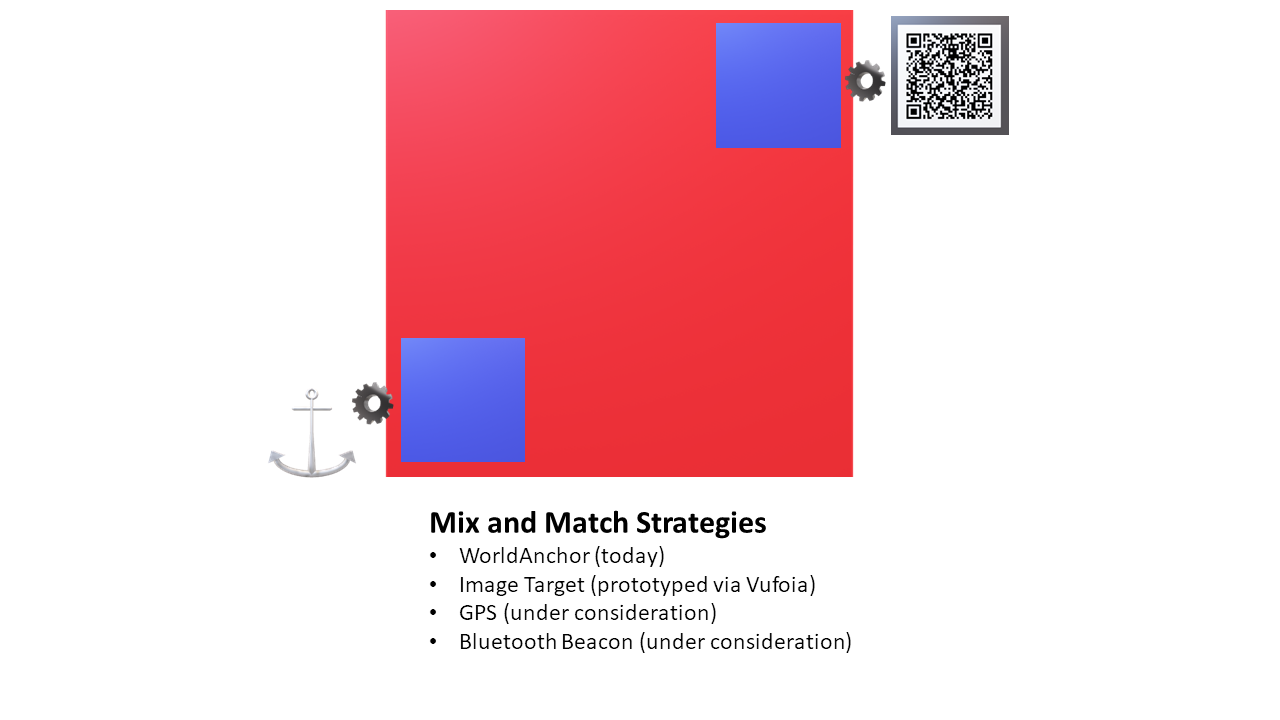 Mix and Match Strategies
• WorldAnchor (today)
• Image Target (prototyped via Vufoia)
• GPS (under consideration)
• Bluetooth Beacon (under consideration)